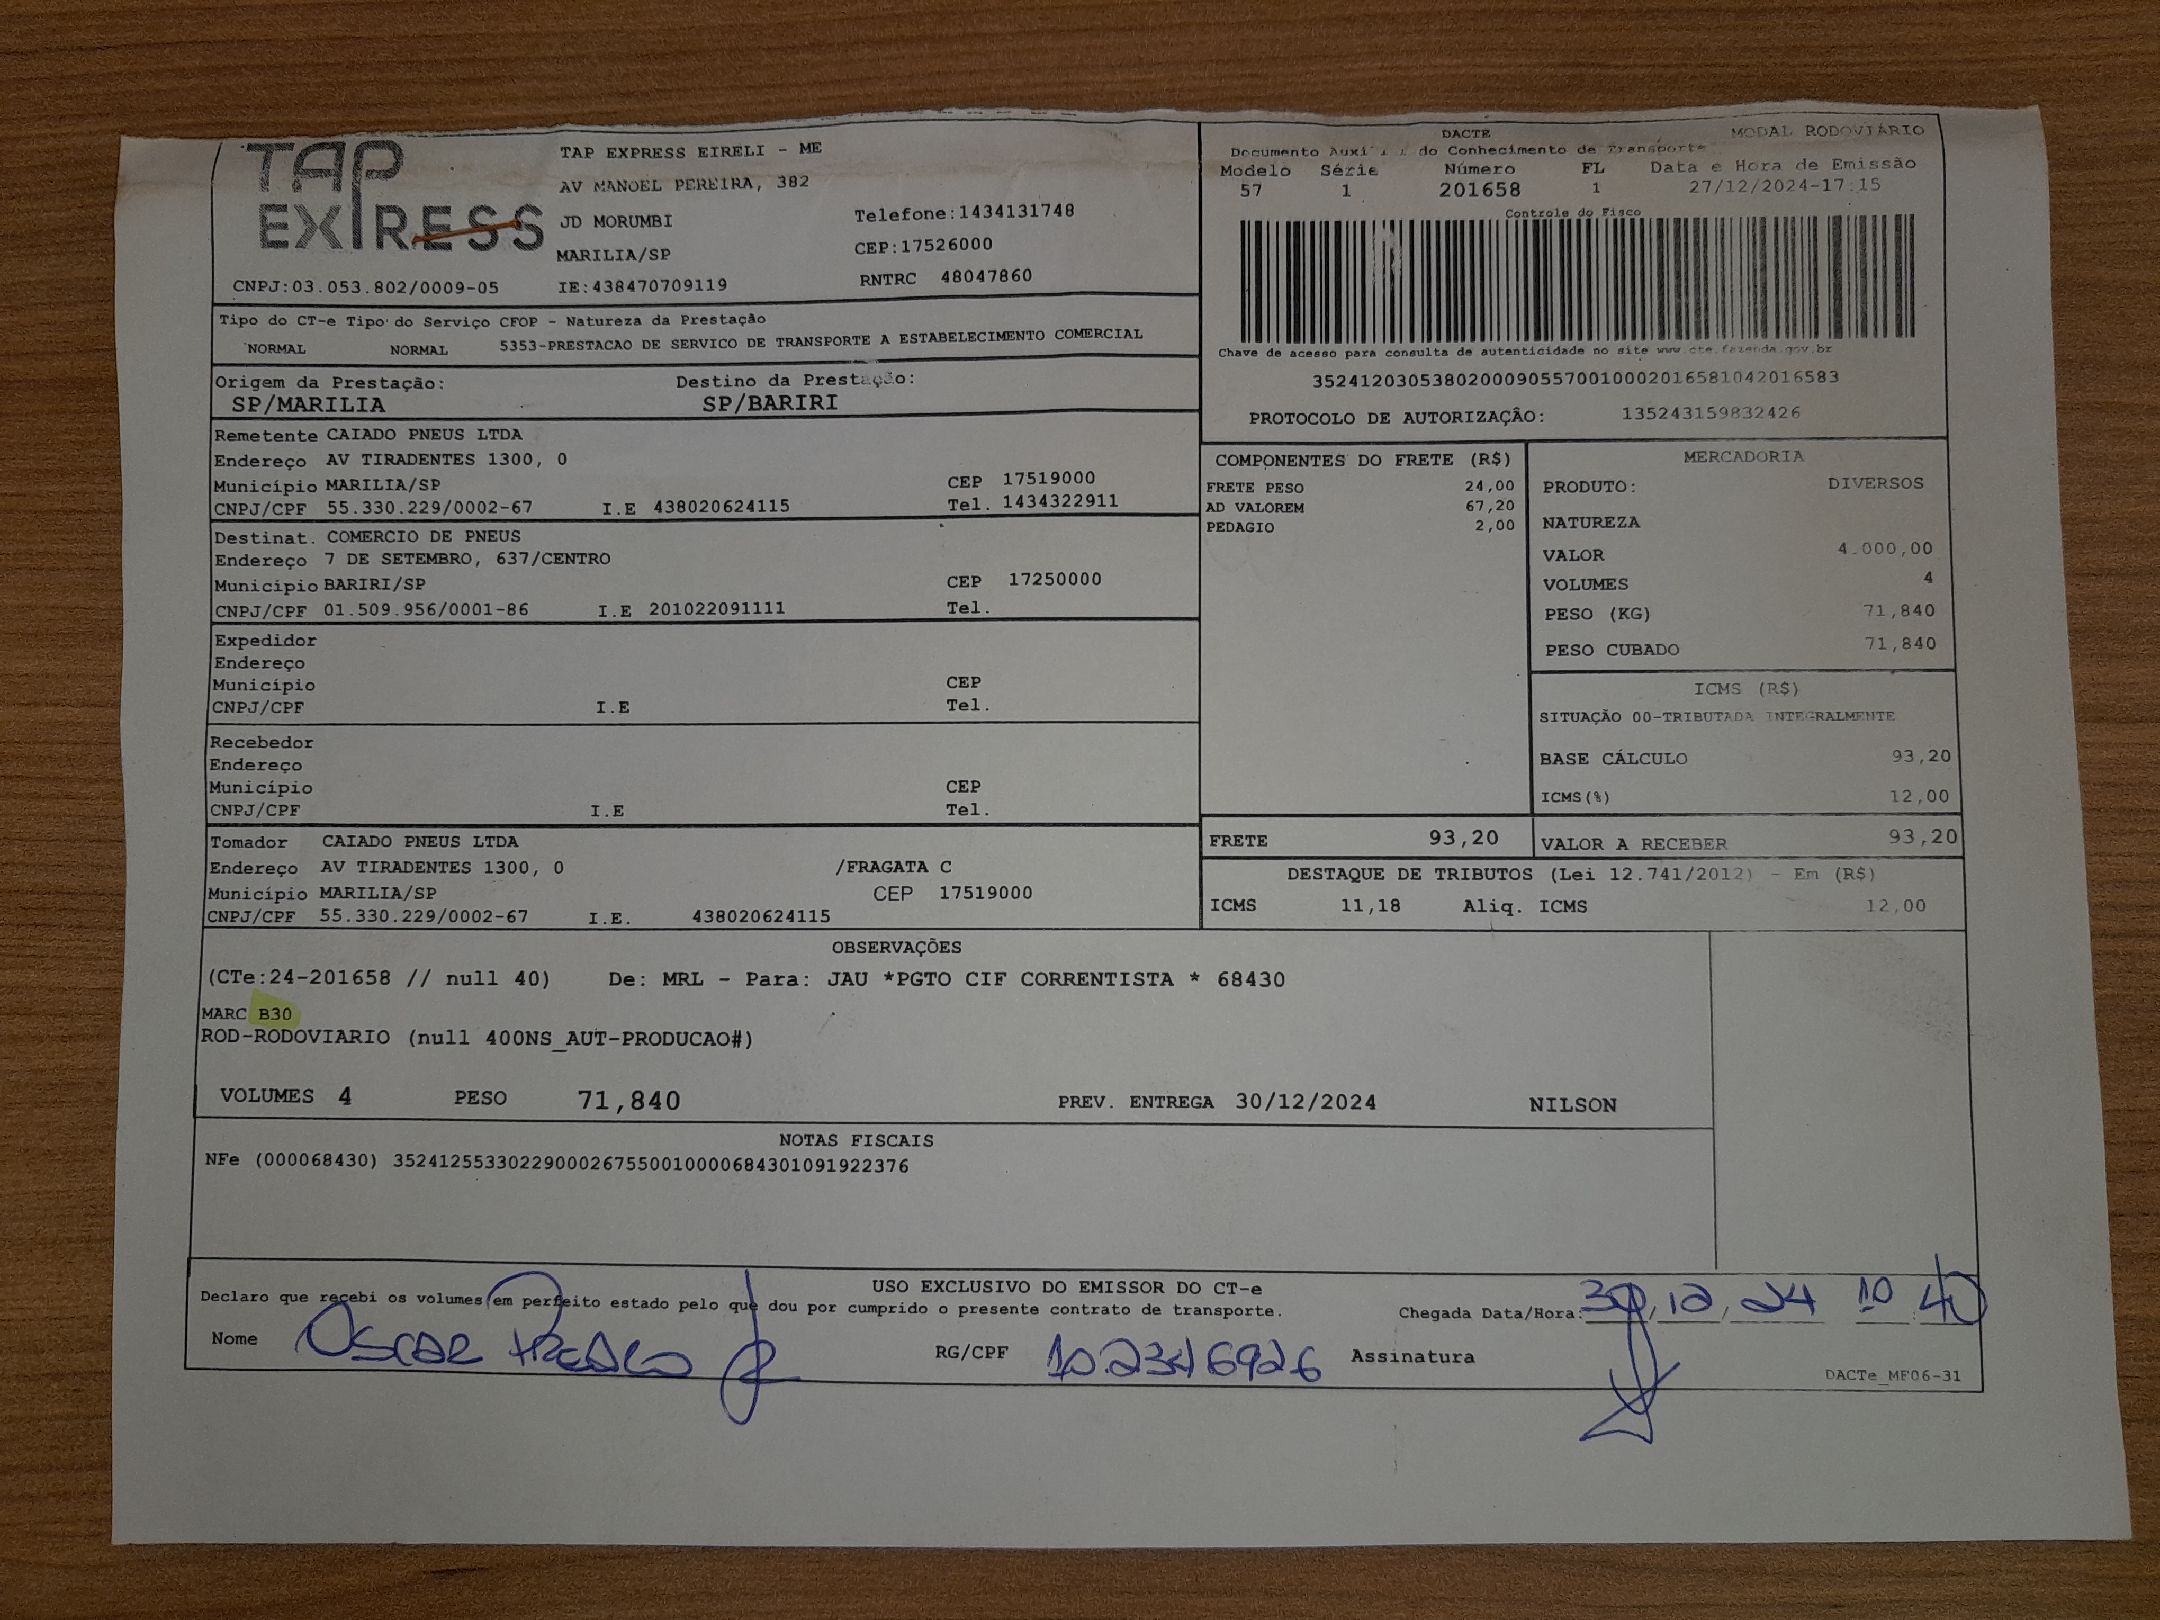 TAP
EXPRESS
TAP EXPRESS EIRELI - ME
AV MANOEL PEREIRA, 382
JD MORUMBI
Telefone:1434131748
MARILIA/SP
CEP:17526000
CNPJ:03.053.802/0009-05 IE:438470709119
RNTRC 48047860
DACTE MODAL RODOVIÁRIO
Documento do Conhecimento de Transporte
Modelo Série Número FL Data e Hora de Emissão
57 1 201658 1 27/12/2024-17:15
Controle do Fisco
Chave de acesso para consulta de autenticidade no site www.cte.fazenda.gov.br
35241203053802000905570010002016581042016583
PROTOCOLO DE AUTORIZAÇÃO: 135243159832426
Tipo do CT-e Tipo do Serviço CFOP - Natureza da Prestação
NORMAL NORMAL 5353-PRESTACAO DE SERVICO DE TRANSPORTE A ESTABELECIMENTO COMERCIAL
Origem da Prestação: Destino da Prestação:
SP/MARILIA SP/BARIRI
Remetente CAIADO PNEUS LTDA
Endereço AV TIRADENTES 1300, 0
Município MARILIA/SP CEP 17519000
CNPJ/CPF 55.330.229/0002-67 I.E 438020624115 Tel. 1434322911
Destinat. COMERCIO DE PNEUS
Endereço 7 DE SETEMBRO, 637/CENTRO
Município BARIRI/SP CEP 17250000
CNPJ/CPF 01.509.956/0001-86 I.E 201022091111 Tel.
Expedidor
Endereço
Município CEP
CNPJ/CPF I.E Tel.
Recebedor
Endereço
Município CEP
CNPJ/CPF I.E Tel.
Tomador CAIADO PNEUS LTDA
Endereço AV TIRADENTES 1300, 0 /FRAGATA C
Município MARILIA/SP CEP 17519000
CNPJ/CPF 55.330.229/0002-67 I.E. 438020624115
COMPONENTES DO FRETE (R$)
FRETE PESO 24,00
AD VALOREM 67,20
PEDAGIO 2,00
MERCADORIA
PRODUTO: DIVERSOS
NATUREZA
VALOR 4.000,00
VOLUMES 4
PESO (KG) 71,840
PESO CUBADO 71,840
ICMS (R$)
SITUAÇÃO 00-TRIBUTADA INTEGRALMENTE
BASE CÁLCULO 93,20
ICMS(%) 12,00
FRETE 93,20 VALOR A RECEBER 93,20
DESTAQUE DE TRIBUTOS (Lei 12.741/2012) - Em (R$)
ICMS 11,18 Aliq. ICMS 12,00
OBSERVAÇÕES
(CTe:24-201658 // null 40) De: MRL - Para: JAU *PGTO CIF CORRENTISTA * 68430
MARC B30
ROD-RODOVIARIO (null 400NS_AUT-PRODUCAO#)
VOLUMES 4 PESO 71,840 PREV. ENTREGA 30/12/2024 NILSON
NOTAS FISCAIS
NFe (000068430) 35241255330229000267550010000684301091922376
USO EXCLUSIVO DO EMISSOR DO CT-e
Declaro que recebi os volumes em perfeito estado pelo que dou por cumprido o presente contrato de transporte.
Chegada Data/Hora: 30/12/24 10:40
Nome OSCAR RG/CPF 10.2346926 Assinatura
DACTe_MF06-31